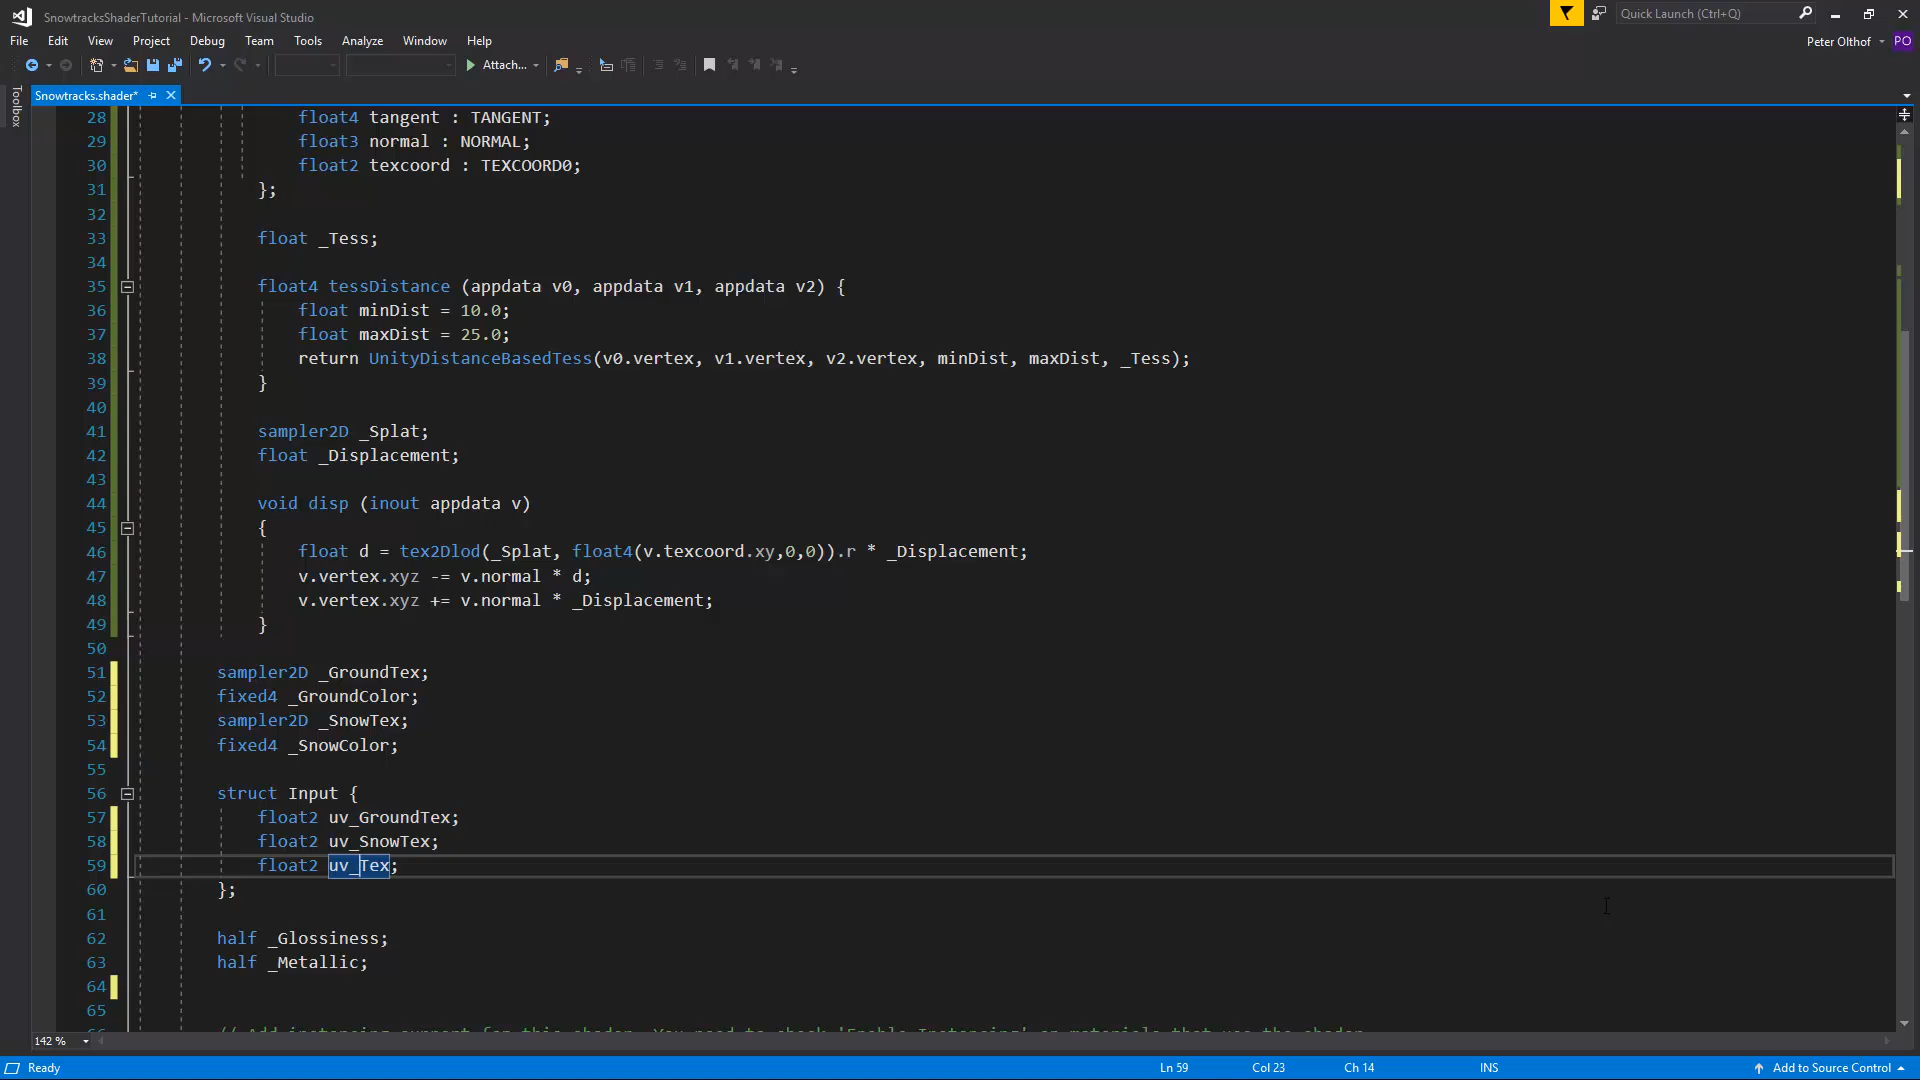 SnowtracksShaderTutorial - Microsoft Visual Studio
Quick Launch (Ctrl+Q)
File Edit View Project Debug Team Tools Analyze Window Help
Peter Olthof PO
Attach...
Toolbox
Snowtracks.shader*
28 float4 tangent : TANGENT;
29 float3 normal : NORMAL;
30 float2 texcoord : TEXCOORD0;
31 };
32
33 float _Tess;
34
35 float4 tessDistance (appdata v0, appdata v1, appdata v2) {
36 float minDist = 10.0;
37 float maxDist = 25.0;
38 return UnityDistanceBasedTess(v0.vertex, v1.vertex, v2.vertex, minDist, maxDist, _Tess);
39 }
40
41 sampler2D _Splat;
42 float _Displacement;
43
44 void disp (inout appdata v)
45 {
46 float d = tex2Dlod(_Splat, float4(v.texcoord.xy,0,0)).r * _Displacement;
47 v.vertex.xyz -= v.normal * d;
48 v.vertex.xyz += v.normal * _Displacement;
49 }
50
51 sampler2D _GroundTex;
52 fixed4 _GroundColor;
53 sampler2D _SnowTex;
54 fixed4 _SnowColor;
55
56 struct Input {
57 float2 uv_GroundTex;
58 float2 uv_SnowTex;
59 float2 uv_Tex;
60 };
61
62 half _Glossiness;
63 half _Metallic;
64
65
66 // Add instancing support for this shader. You need to check 'Enable Instancing' on materials that use the shader.
142 %
Ready Ln 59 Col 23 Ch 14 INS Add to Source Control